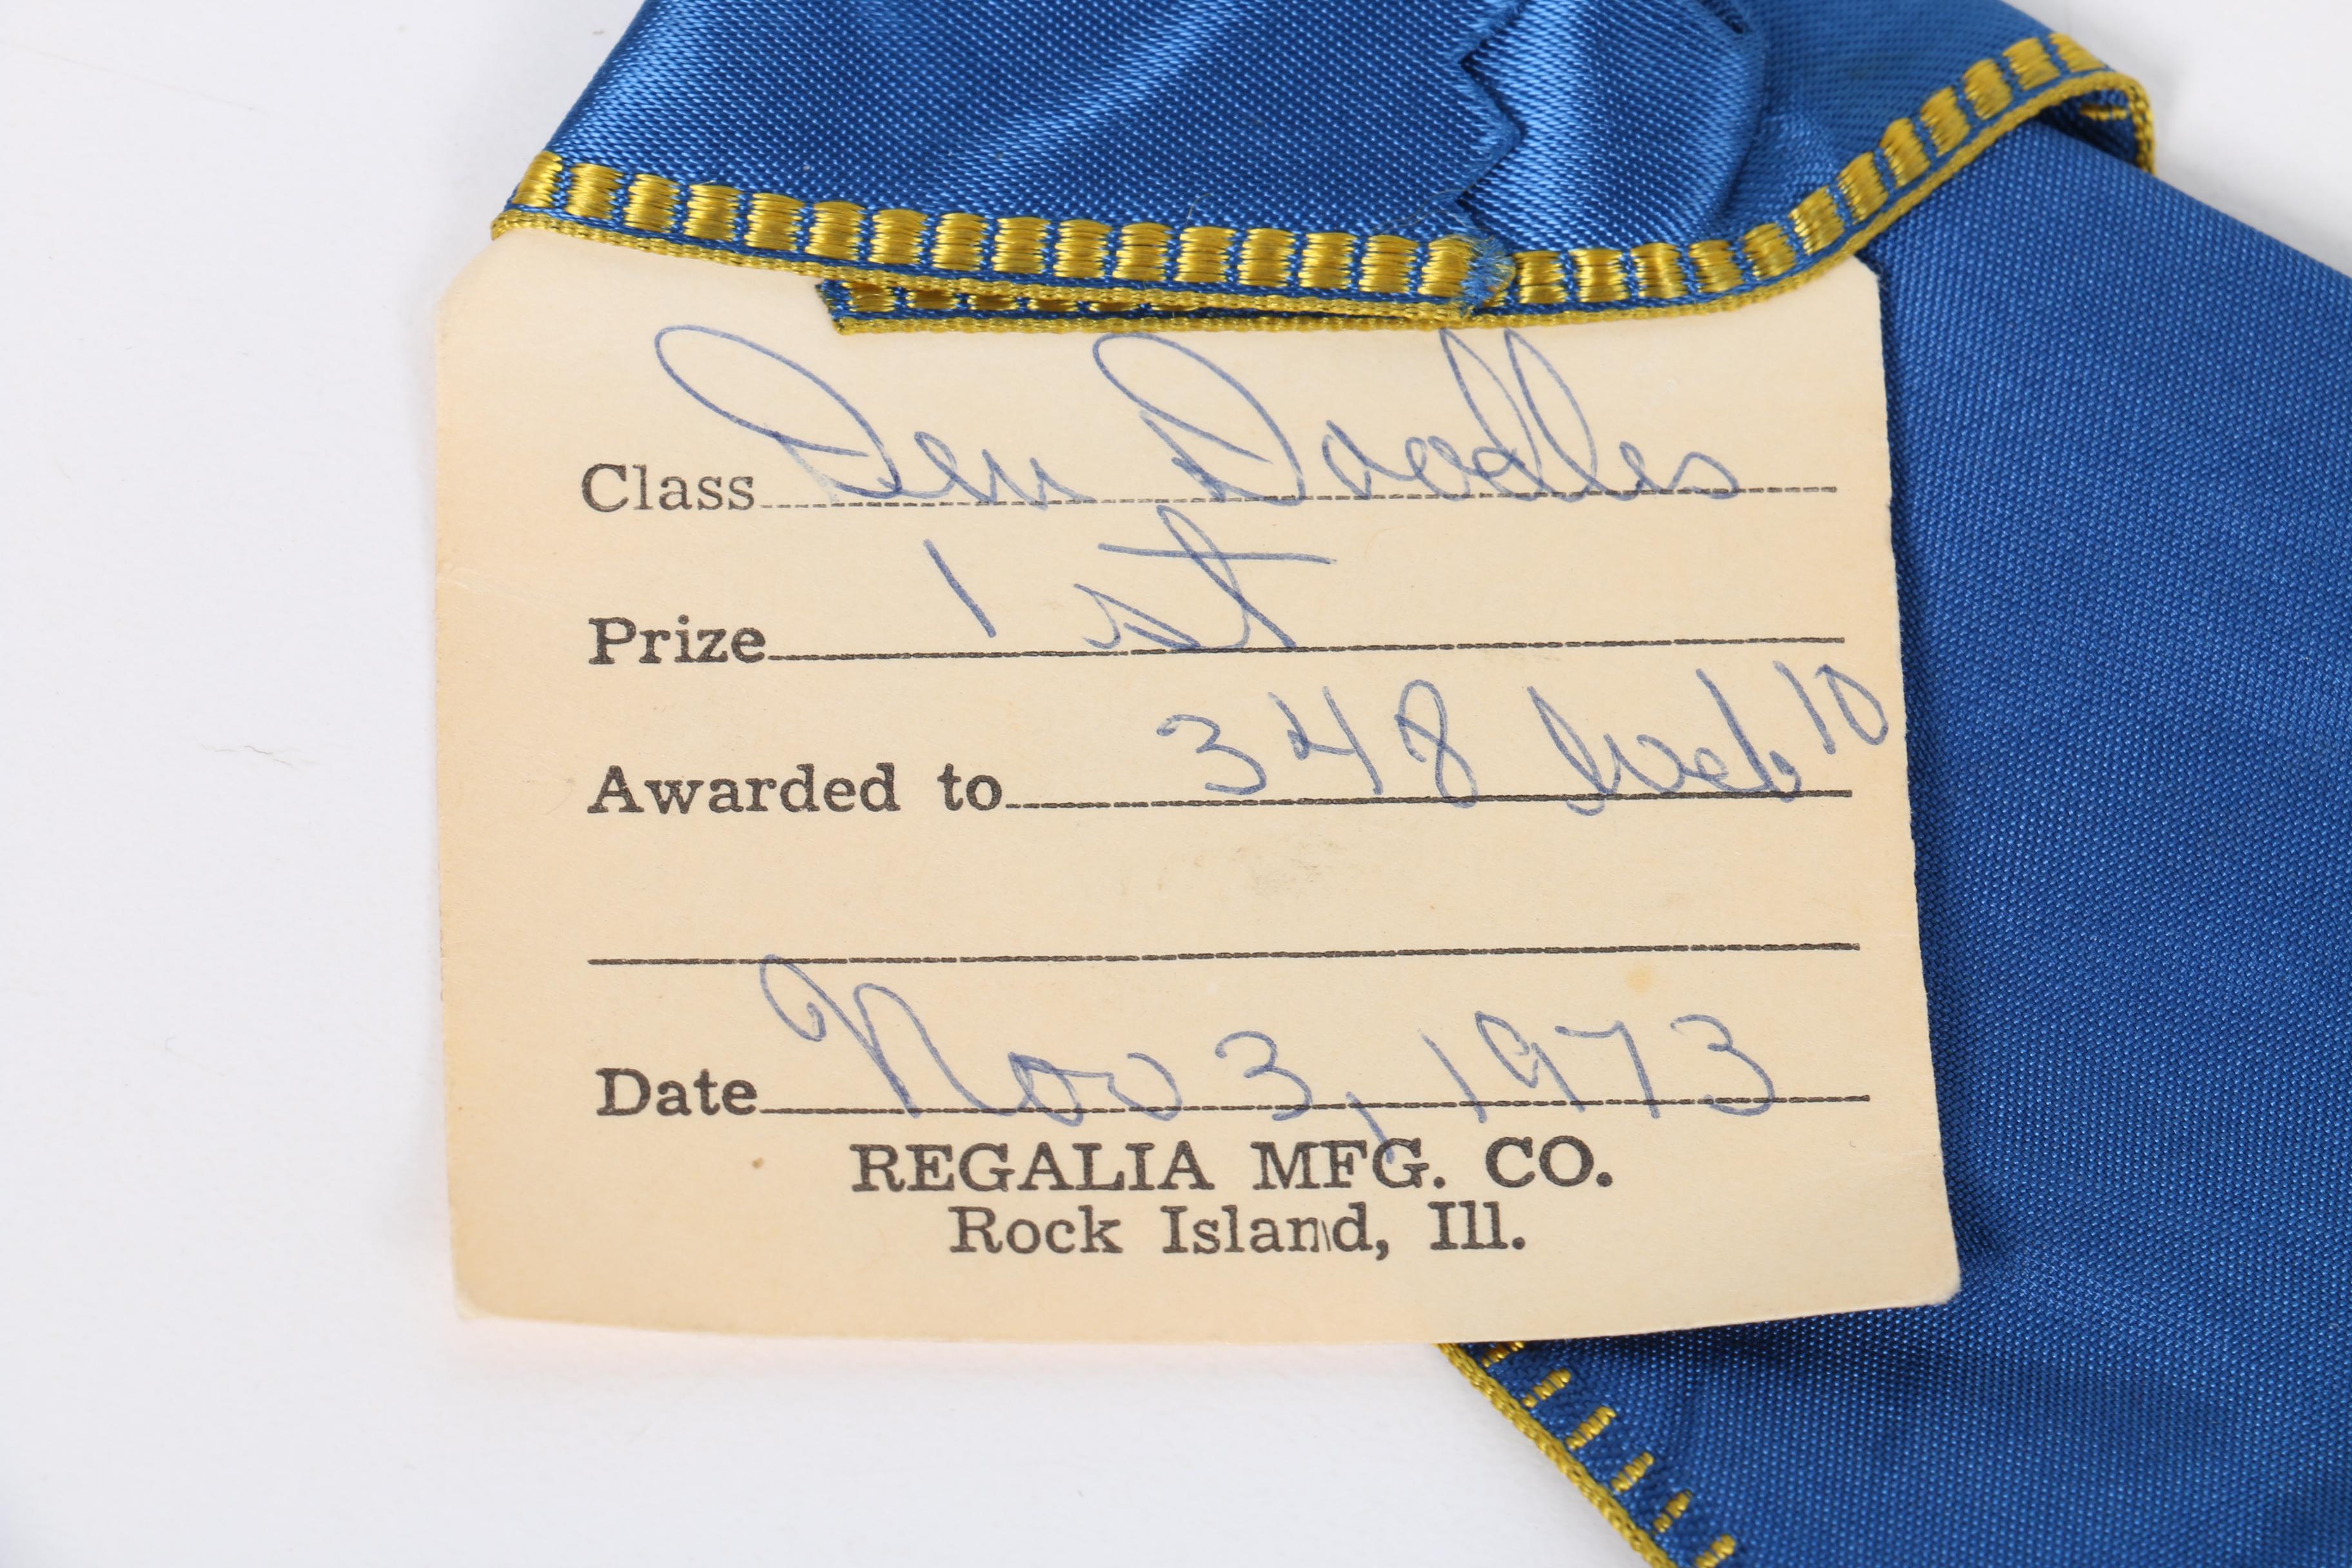 Class Den Doodles
Prize 1st
Awarded to 348 Web 10
Date Nov 3, 1973
REGALIA MFG. CO.
Rock Island, Ill.